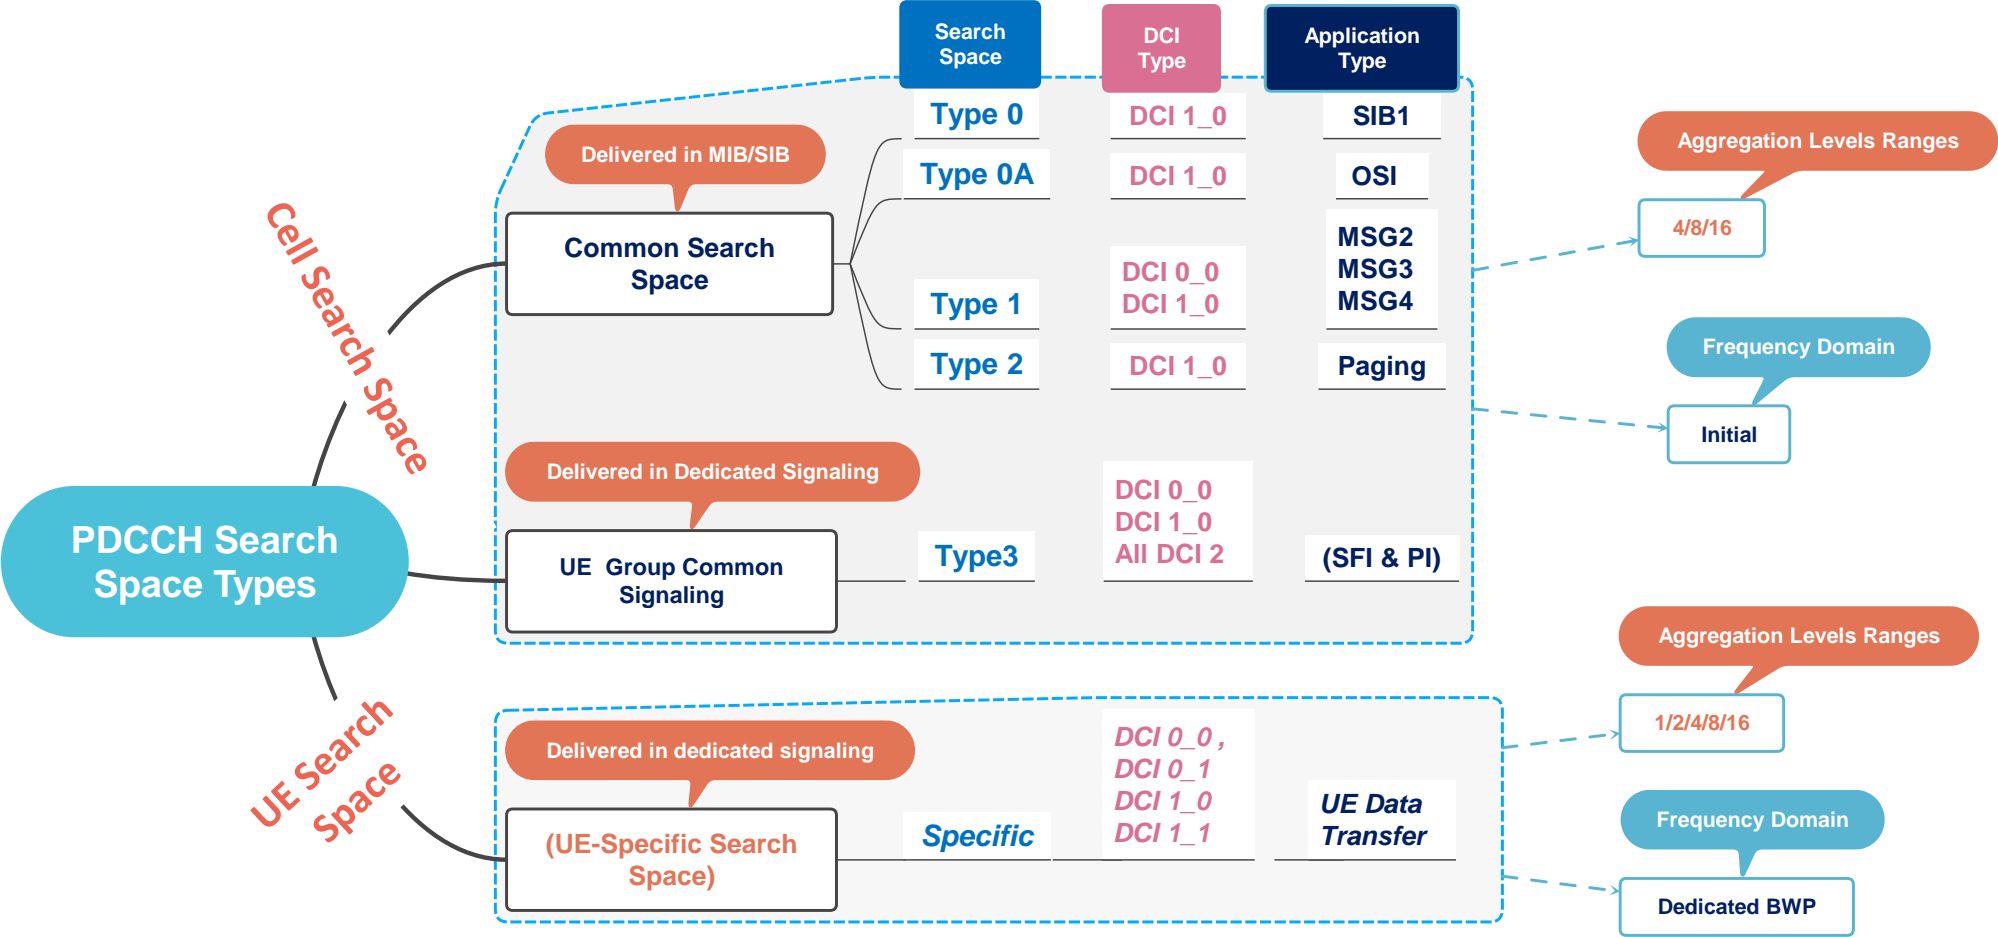 Search
Space
DCI
Type
Application
Type
Type 0
DCI 1_0
SIB1
Delivered in MIB/SIB
Type 0A
DCI 1_0
OSI
Aggregation Levels Ranges
4/8/16
Cell Search Space
Common Search
Space
Type 1
DCI 0_0
DCI 1_0
MSG2
MSG3
MSG4
Type 2
DCI 1_0
Paging
Frequency Domain
Initial
Delivered in Dedicated Signaling
UE  Group Common
Signaling
Type3
DCI 0_0
DCI 1_0
All DCI 2
(SFI & PI)
PDCCH Search
Space Types
Aggregation Levels Ranges
1/2/4/8/16
UE Search
Space
Delivered in dedicated signaling
(UE-Specific Search
Space)
Specific
DCI 0_0 ,
DCI 0_1
DCI 1_0
DCI 1_1
UE Data
Transfer
Frequency Domain
Dedicated BWP